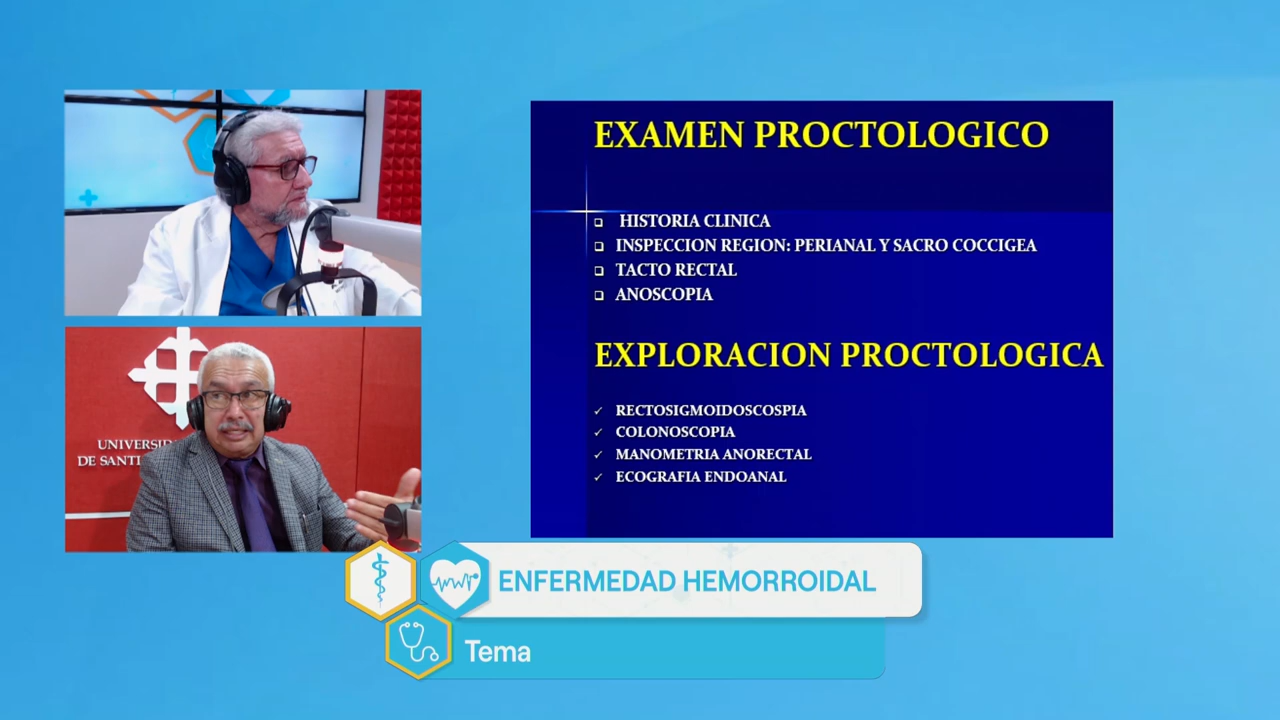 EXAMEN PROCTOLOGICO
HISTORIA CLINICA
INSPECCION REGION: PERIANAL Y SACRO COCCIGEA
TACTO RECTAL
ANOSCOPIA
EXPLORACION PROCTOLOGICA
RECTOSIGMOIDOSCOSPIA
COLONOSCOPIA
MANOMETRIA ANORECTAL
ECOGRAFIA ENDOANAL
DE
ENFERMEDAD HEMORROIDAL
Tema